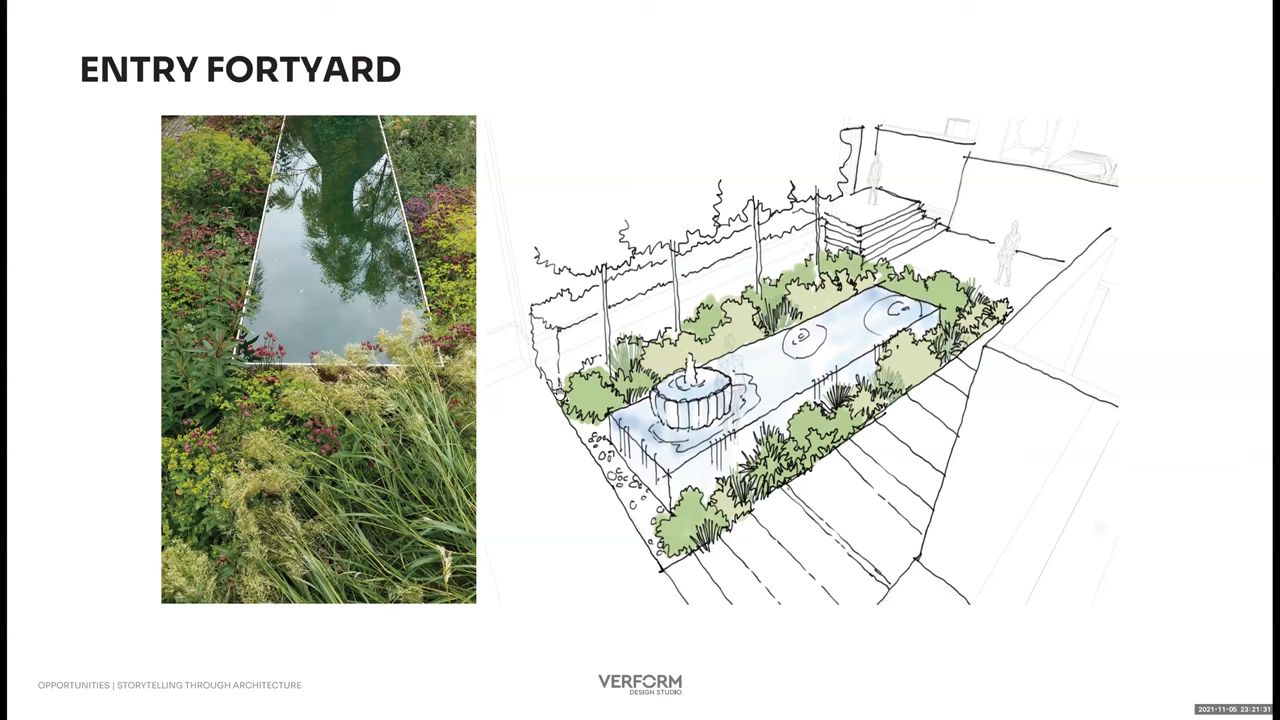 ENTRY FORTYARD
OPPORTUNITIES | STORYTELLING THROUGH ARCHITECTURE
VERFORM
DESIGN STUDIO
2021-11-05 23:21:31